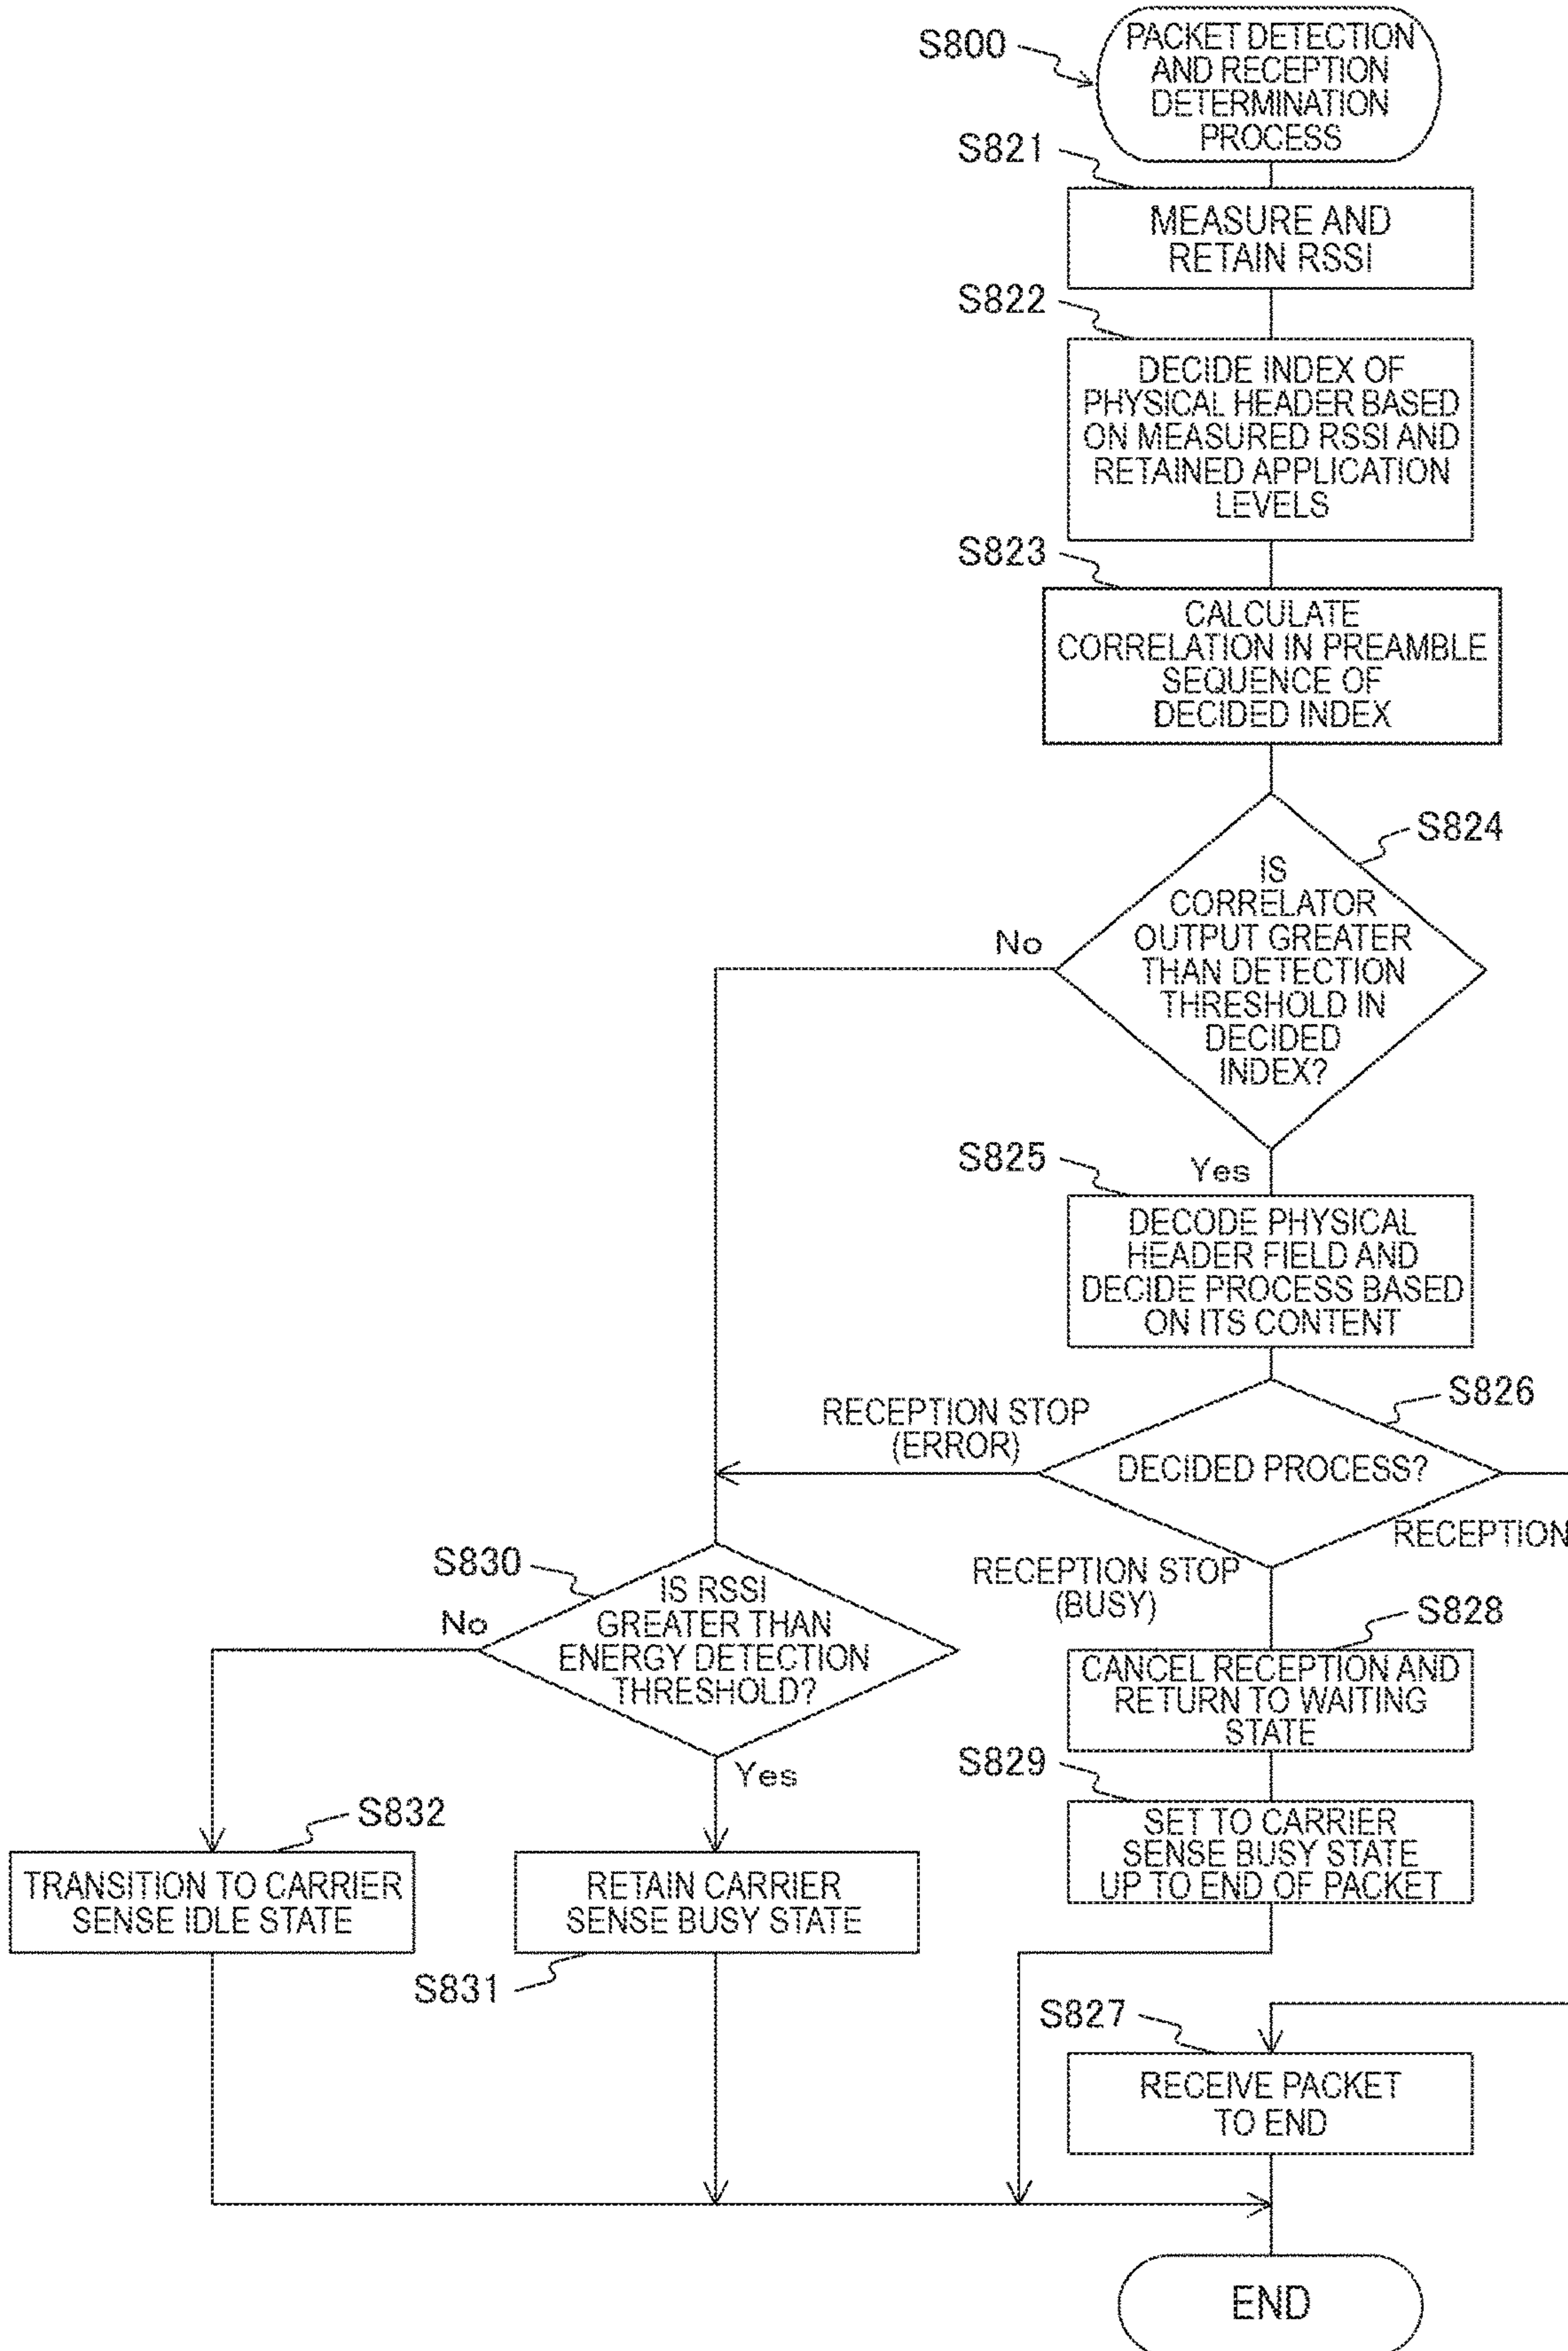 S800
PACKET DETECTION
AND RECEPTION
DETERMINATION
PROCESS
S821
MEASURE AND
RETAIN RSSI
S822
DECIDE INDEX OF
PHYSICAL HEADER BASED
ON MEASURED RSSI AND
RETAINED APPLICATION
LEVELS
S823
CALCULATE
CORRELATION IN PREAMBLE
SEQUENCE OF
DECIDED INDEX
S824
IS
CORRELATOR
OUTPUT GREATER
THAN DETECTION
THRESHOLD IN
DECIDED
INDEX?
No
Yes
S825
DECODE PHYSICAL
HEADER FIELD AND
DECIDE PROCESS BASED
ON ITS CONTENT
S826
DECIDED PROCESS?
RECEPTION STOP
(ERROR)
RECEPTION
RECEPTION STOP
(BUSY)
S830
IS RSSI
GREATER THAN
ENERGY DETECTION
THRESHOLD?
No
Yes
S828
CANCEL RECEPTION AND
RETURN TO WAITING
STATE
S829
SET TO CARRIER
SENSE BUSY STATE
UP TO END OF PACKET
S832
TRANSITION TO CARRIER
SENSE IDLE STATE
RETAIN CARRIER
SENSE BUSY STATE
S831
S827
RECEIVE PACKET
TO END
END